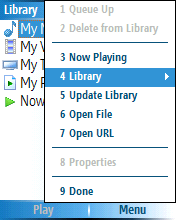 Library
1 Queue Up
2 Delete from Library
3 Now Playing
4 Library
5 Update Library
6 Open File
7 Open URL
8 Properties
9 Done
My
My V
My T
My P
Now
Play
Menu